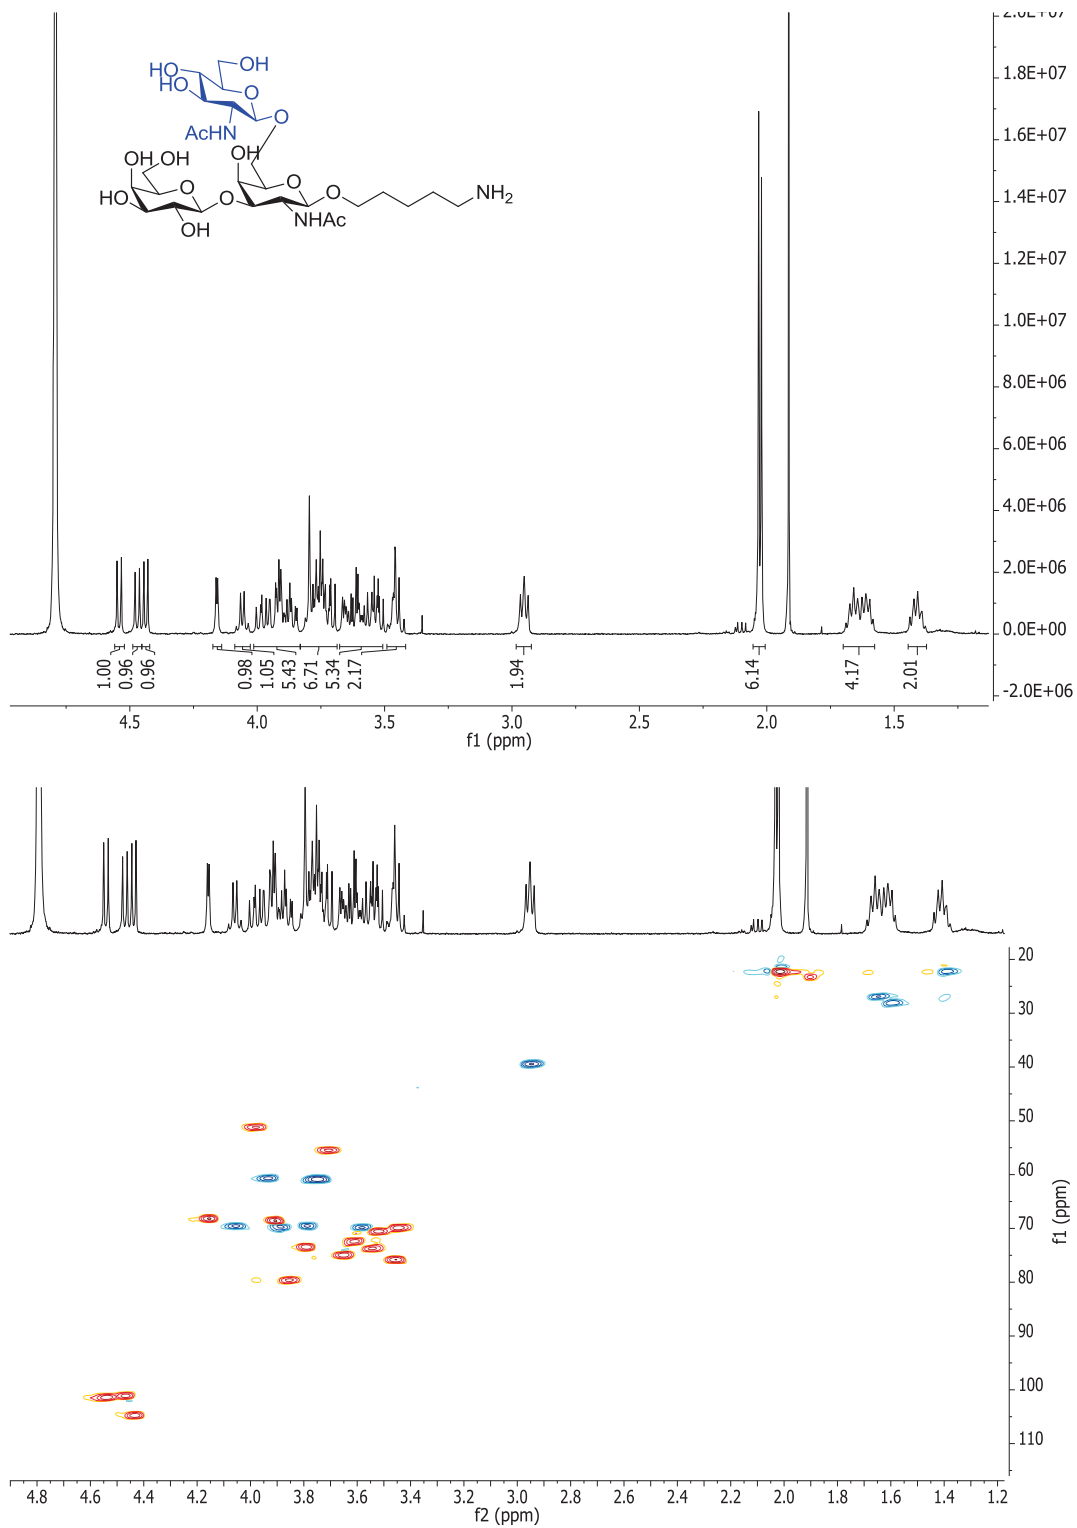 2.0E+07
1.8E+07
1.6E+07
1.4E+07
1.2E+07
1.0E+07
8.0E+06
6.0E+06
4.0E+06
2.0E+06
0.0E+00
-2.0E+06
HO OH
HO O
HO
O
AcHN
OH OH OH
O O O NH₂
HO O
NHAc
OH
1.00
0.96
0.96
0.98
1.05
5.43
6.71
5.34
2.17
1.94
6.14
4.17
2.01
4.5 4.0 3.5 3.0 2.5 2.0 1.5
f1 (ppm)
20
30
40
50
60
70
80
90
100
110
f1 (ppm)
4.8 4.6 4.4 4.2 4.0 3.8 3.6 3.4 3.2 3.0 2.8 2.6 2.4 2.2 2.0 1.8 1.6 1.4 1.2
f2 (ppm)